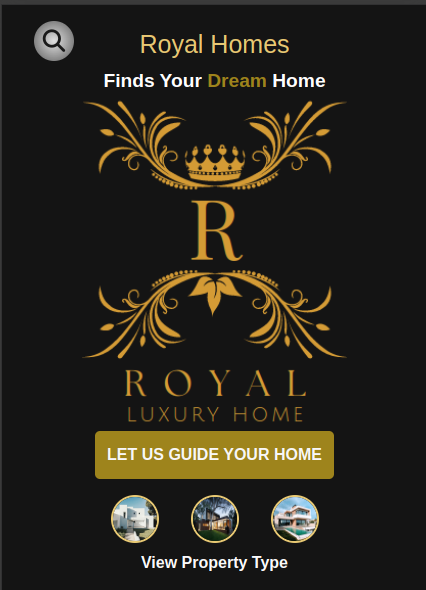 Royal Homes
Finds Your Dream Home
R
ROYAL
LUXURY HOME
LET US GUIDE YOUR HOME
View Property Type